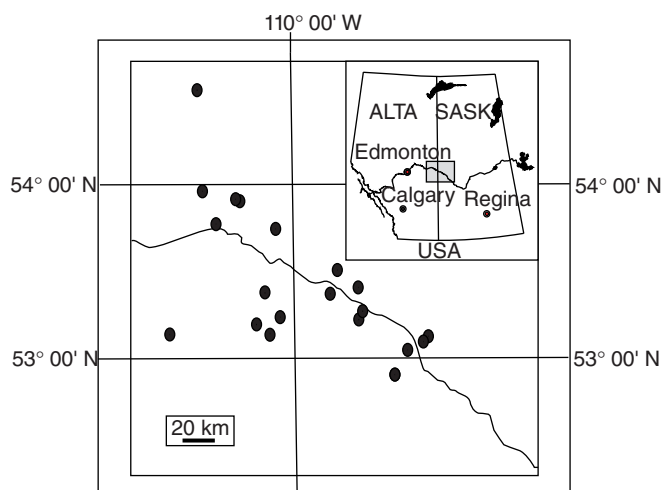 110° 00' W
ALTA SASK
Edmonton
54° 00' N 54° 00' N
Calgary Regina
USA
53° 00' N 53° 00' N
20 km